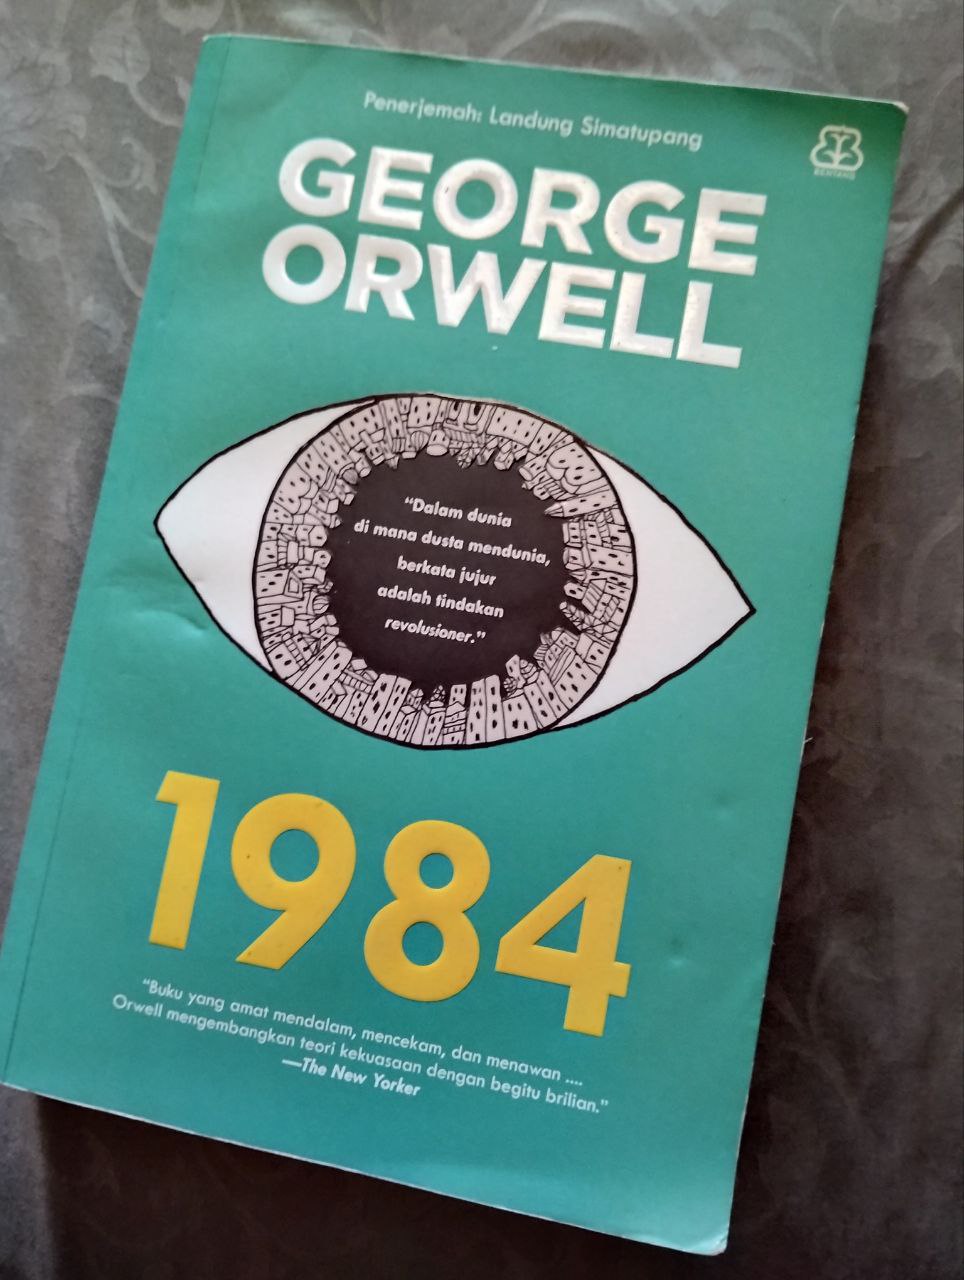 Penerjemah: Landung Simatupang
BENTANG
GEORGE
ORWELL
“Dalam dunia
di mana dusta mendunia,
berkata jujur
adalah tindakan
revolusioner.”
1984
“Buku yang amat mendalam, mencekam, dan menawan ....
Orwell mengembangkan teori kekuasaan dengan begitu brilian.”
—The New Yorker